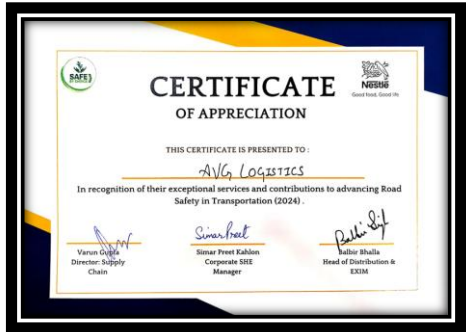 SAFE
Nestlé
Good food, Good life
CERTIFICATE
OF APPRECIATION
THIS CERTIFICATE IS PRESENTED TO :
AVG LOGISTICS
In recognition of their exceptional services and contributions to advancing Road
Safety in Transportation (2024) .
Simar Preet
Balbir Singh
Varun Gupta
Director: Supply
Chain
Simar Preet Kahlon
Corporate SHE
Manager
Balbir Bhalla
Head of Distribution &
EXIM